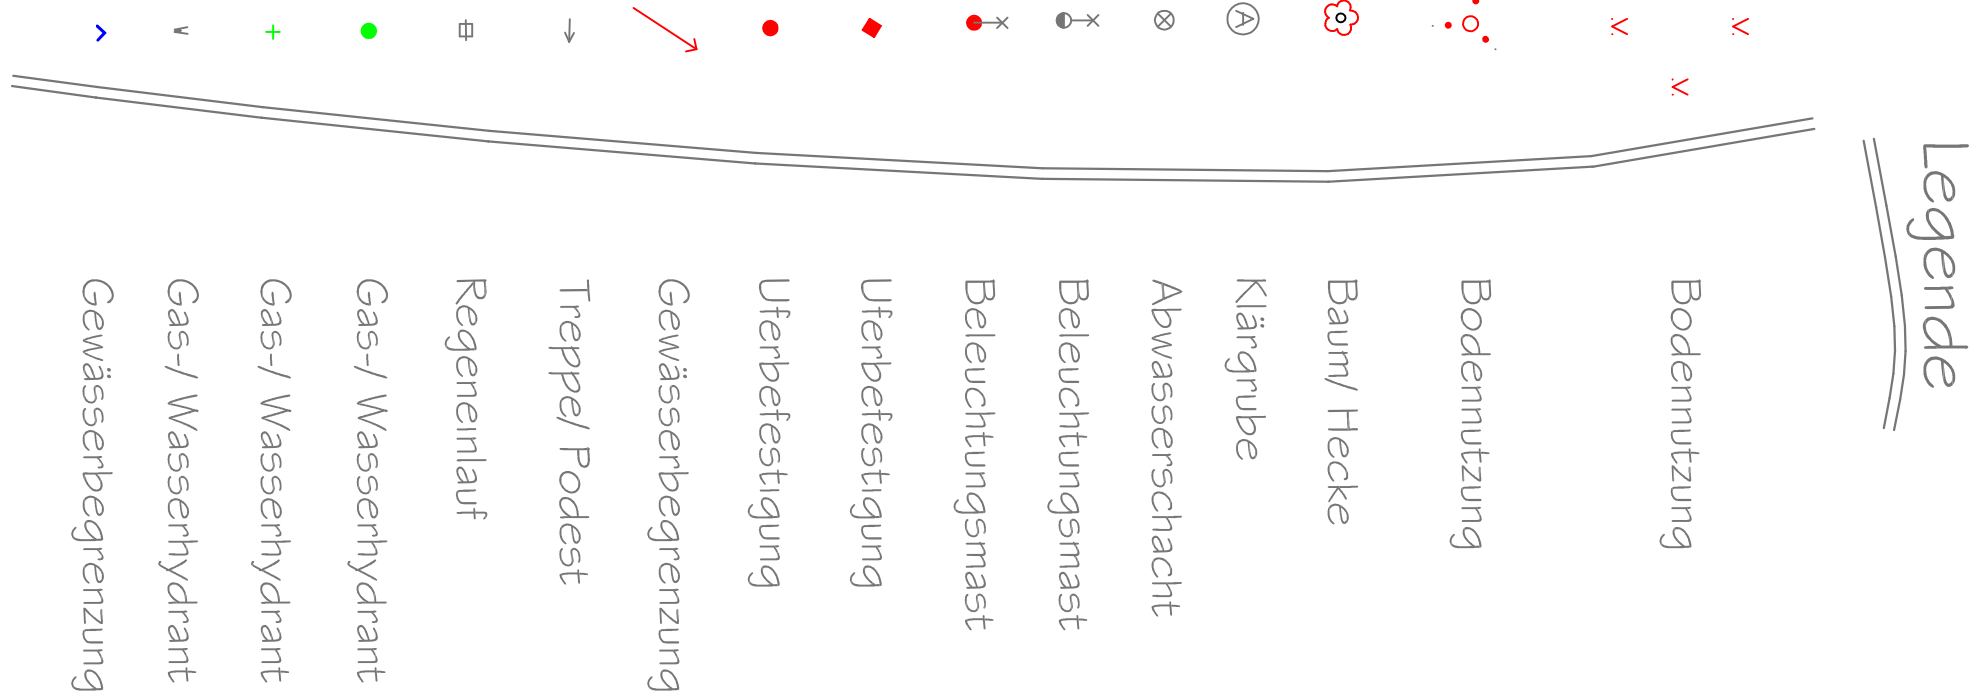 Legende
Bodennutzung
Bodennutzung
Baum/ Hecke
A Klärgrube
Abwasserschacht
Beleuchtungsmast
Beleuchtungsmast
Uferbefestigung
Uferbefestigung
Gewässerbegrenzung
Treppe/ Podest
Regeneinlauf
Gas-/ Wasserhydrant
Gas-/ Wasserhydrant
Gas-/ Wasserhydrant
Gewässerbegrenzung